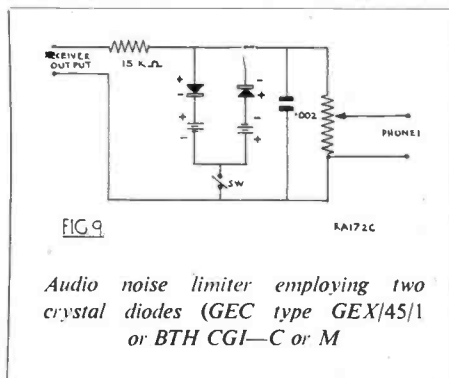 RECEIVER
OUTPUT
15 KΩ
+
-
-
+
+
-
-
+
·002
PHONES
SW
FIG.9
RA172C
Audio noise limiter employing two
crystal diodes (GEC type GEX/45/1
or BTH CGI—C or M